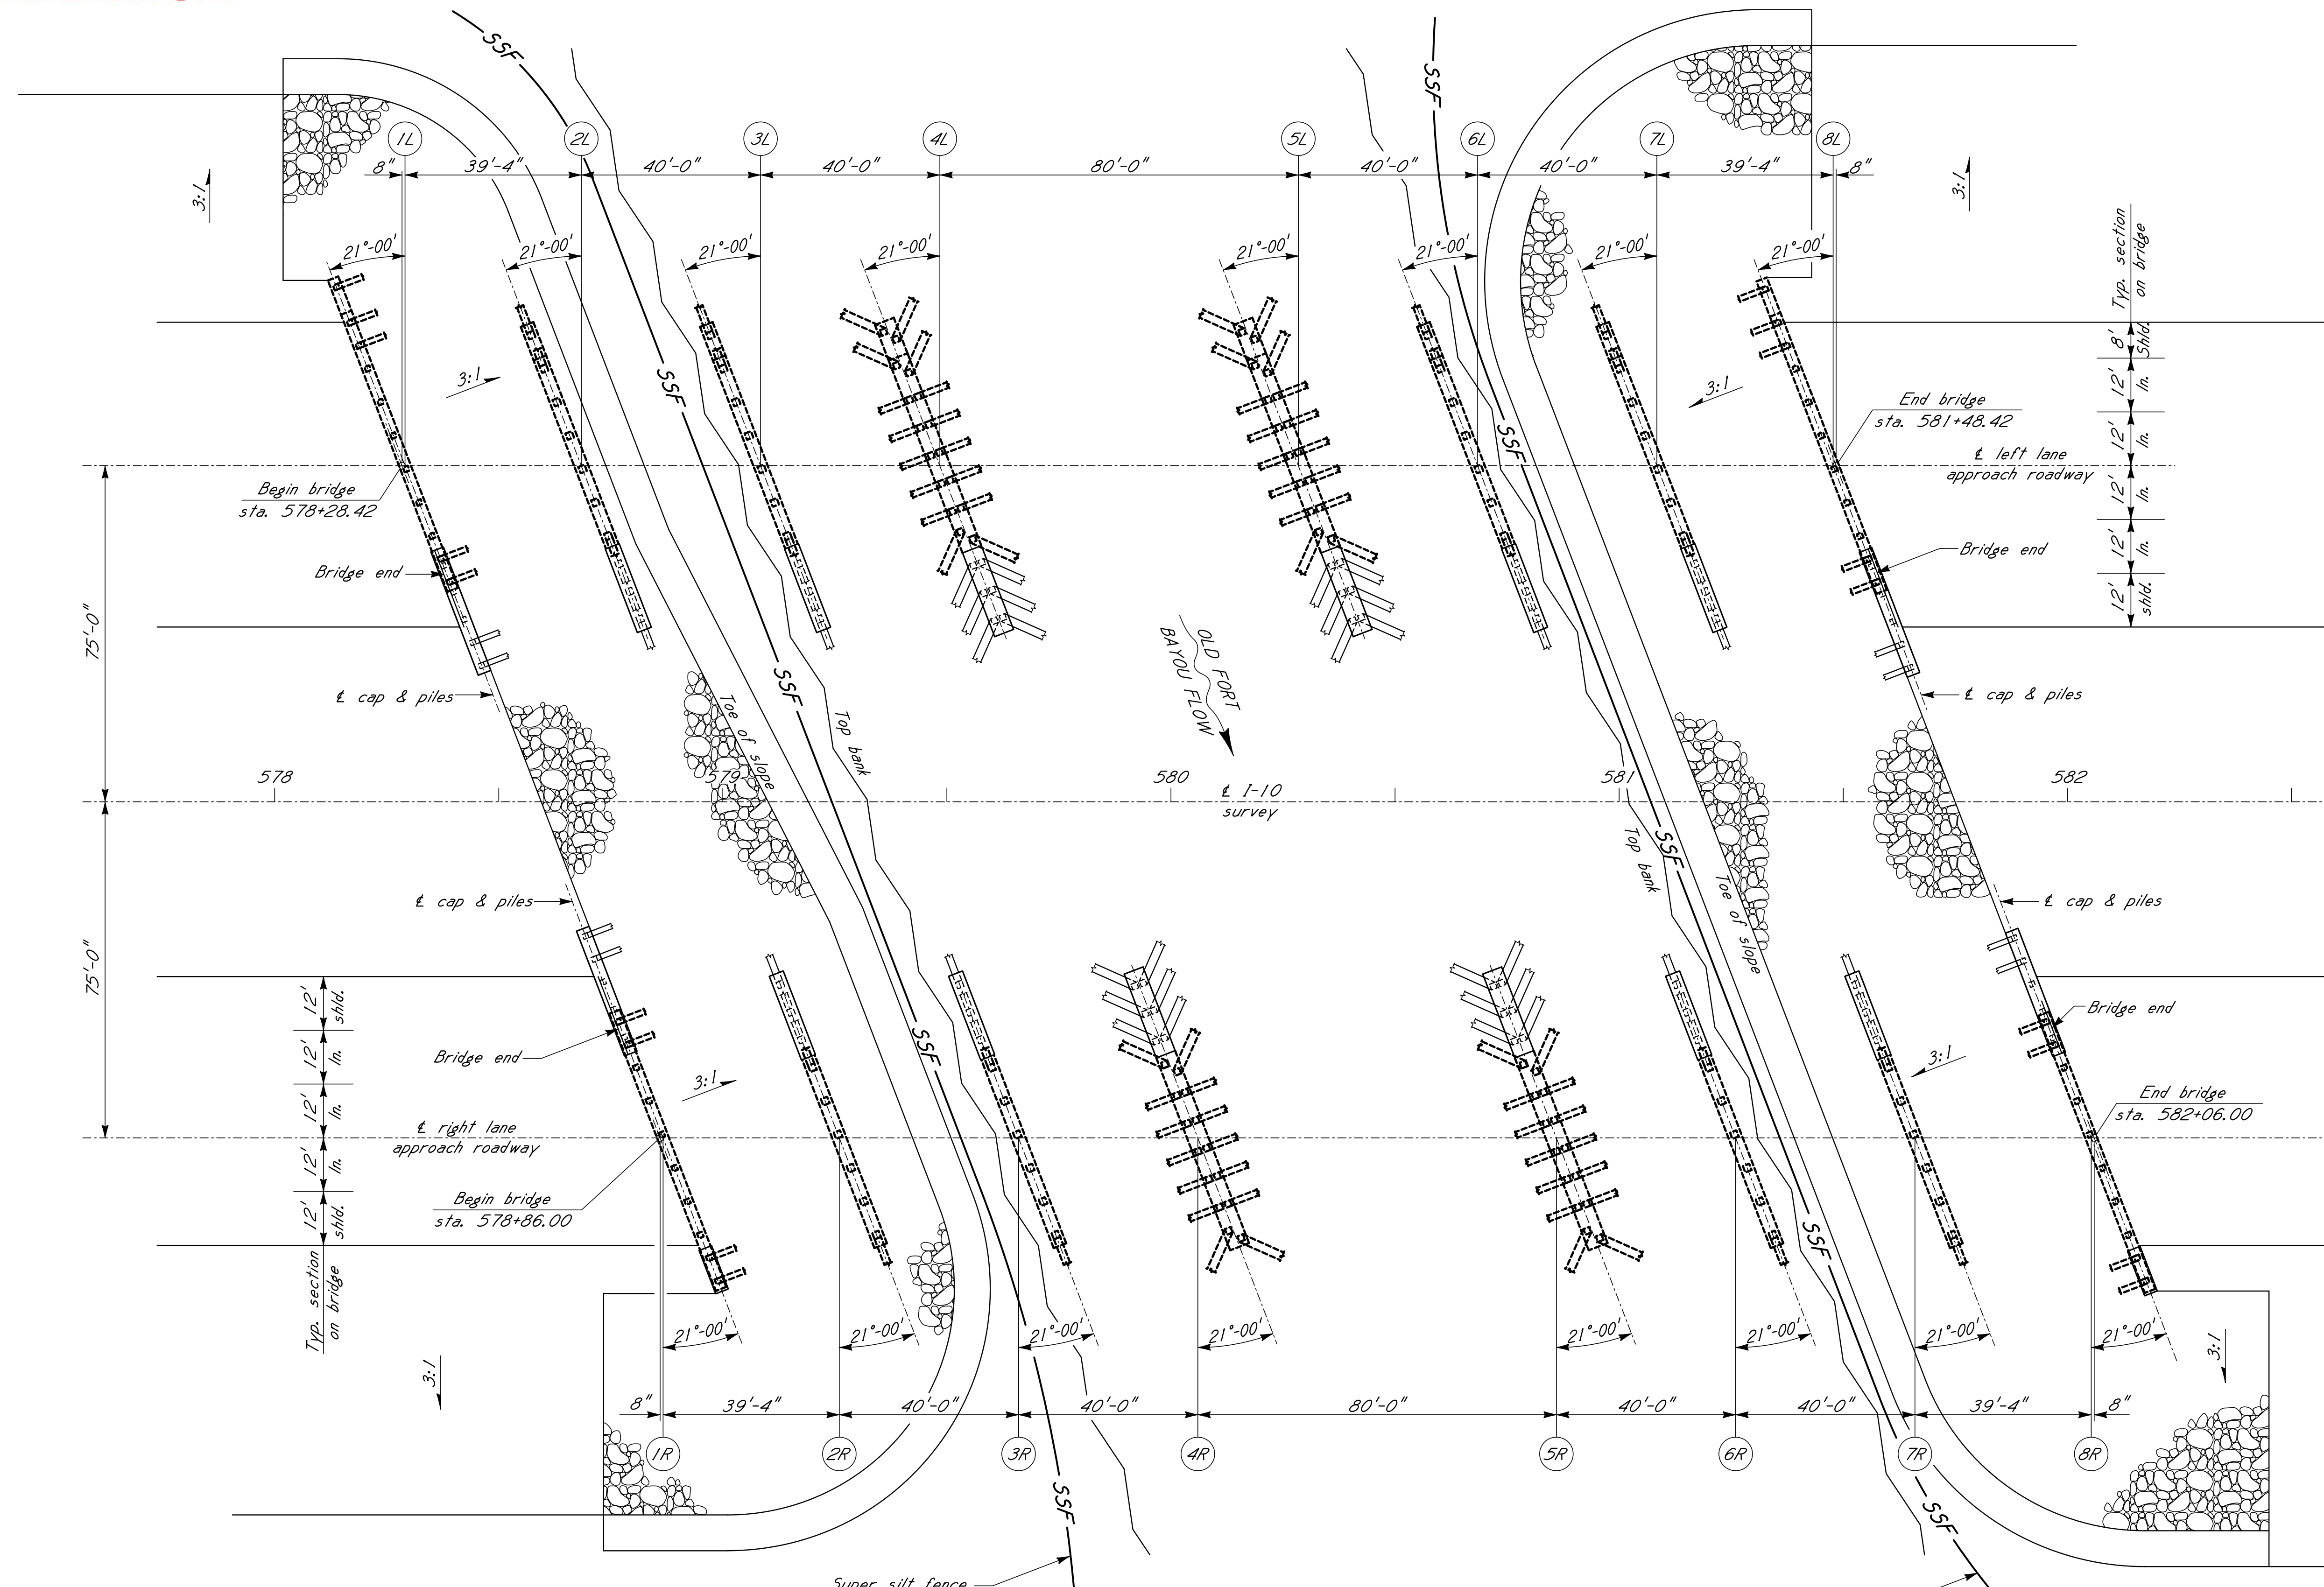 SSF
SSF
1L
2L
3L
4L
5L
6L
7L
8L
8"
39'-4"
40'-0"
40'-0"
80'-0"
40'-0"
40'-0"
39'-4"
8"
3:1
3:1
21°-00'
21°-00'
21°-00'
21°-00'
21°-00'
21°-00'
21°-00'
21°-00'
Typ. section
on bridge
8'
Shld.
12'
ln.
12'
ln.
12'
ln.
12'
ln.
12'
shld.
3:1
SSF
3:1
End bridge
sta. 581+48.42
SSF
℄ left lane
approach roadway
Begin bridge
sta. 578+28.42
Bridge end
Bridge end
75'-0"
OLD FORT
BAYOU FLOW
℄ cap & piles
SSF
Toe of slope
Top bank
℄ cap & piles
578
579
580
581
582
℄ I-10
survey
Top bank
SSF
Toe of slope
75'-0"
℄ cap & piles
℄ cap & piles
12'
shld.
12'
ln.
12'
ln.
12'
ln.
12'
shld.
Typ. section
on bridge
Bridge end
SSF
Bridge end
3:1
3:1
℄ right lane
approach roadway
End bridge
sta. 582+06.00
Begin bridge
sta. 578+86.00
SSF
21°-00'
21°-00'
21°-00'
21°-00'
21°-00'
21°-00'
21°-00'
21°-00'
3:1
3:1
8"
39'-4"
40'-0"
40'-0"
80'-0"
40'-0"
40'-0"
39'-4"
8"
1R
2R
3R
4R
5R
6R
7R
8R
SSF
SSF
Super silt fence